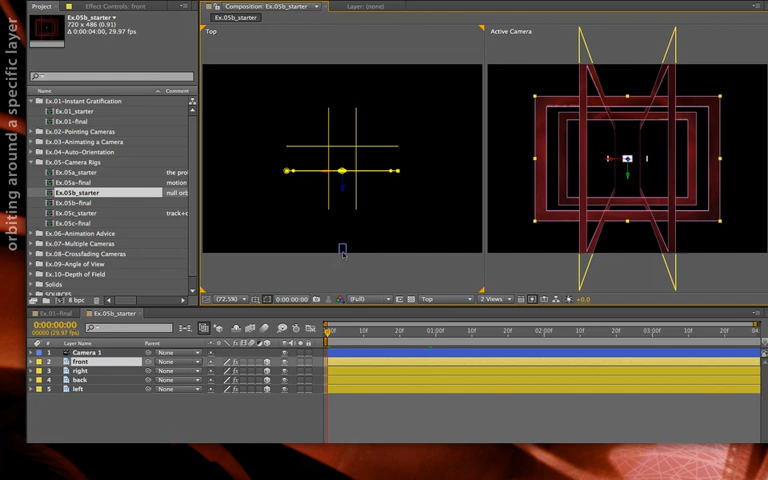 orbiting around a specific layer
Project
Effect Controls: front
Composition: Ex.05b_starter
Layer: (none)
Ex.05b_starter
720 x 486 (0.91)
Δ 0:00:04:00, 29.97 fps
Ex.05b_starter
Top
Active Camera
Name
Comment
Ex.01-Instant Gratification
Ex.01_starter
Ex.01-final
Ex.02-Pointing Cameras
Ex.03-Animating a Camera
Ex.04-Auto-Orientation
Ex.05-Camera Rigs
Ex.05a_starter
the pro
Ex.05a-final
motion
Ex.05b_starter
null orb
Ex.05b-final
Ex.05c_starter
track+c
Ex.05c-final
Ex.06-Animation Advice
Ex.07-Multiple Cameras
Ex.08-Crossfading Cameras
Ex.09-Angle of View
Ex.10-Depth of Field
Solids
SOURCES
8 bpc
(72.5%)
0:00:00:00
(Full)
Top
2 Views
+0.0
Ex.01-final
Ex.05b_starter
0:00:00:00
00000 (29.97 fps)
#
Layer Name
Parent
10f
20f
01:00f
10f
20f
02:00f
10f
20f
03:00f
10f
20f
04:
1
Camera 1
None
2
front
None
3
right
None
4
back
None
5
left
None